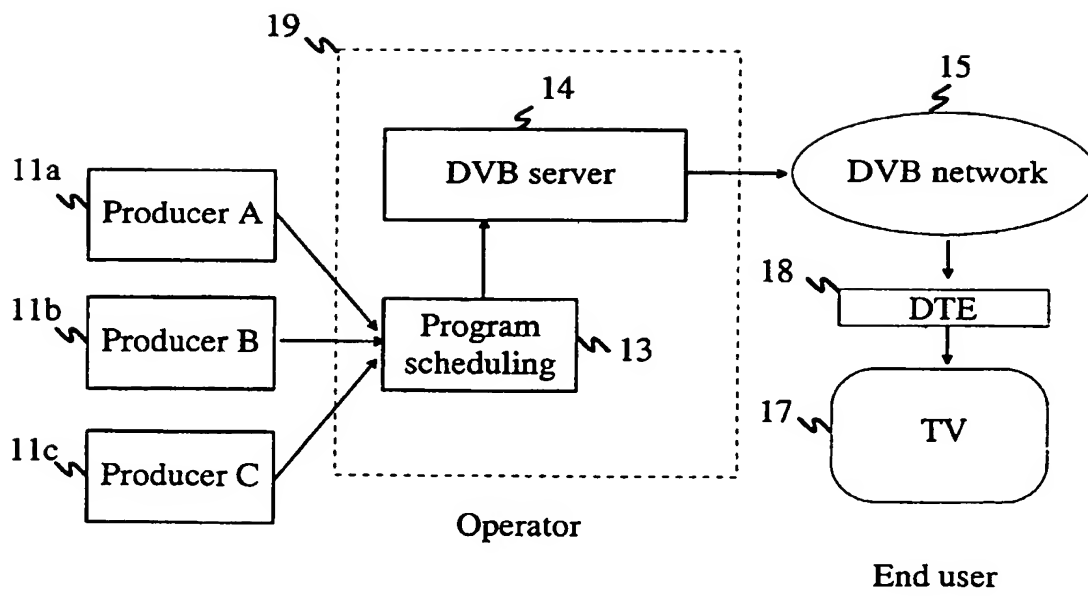 19
14
15
DVB server
DVB network
11a
Producer A
18
DTE
11b
Producer B
Program
scheduling
13
17
TV
11c
Producer C
Operator
End user